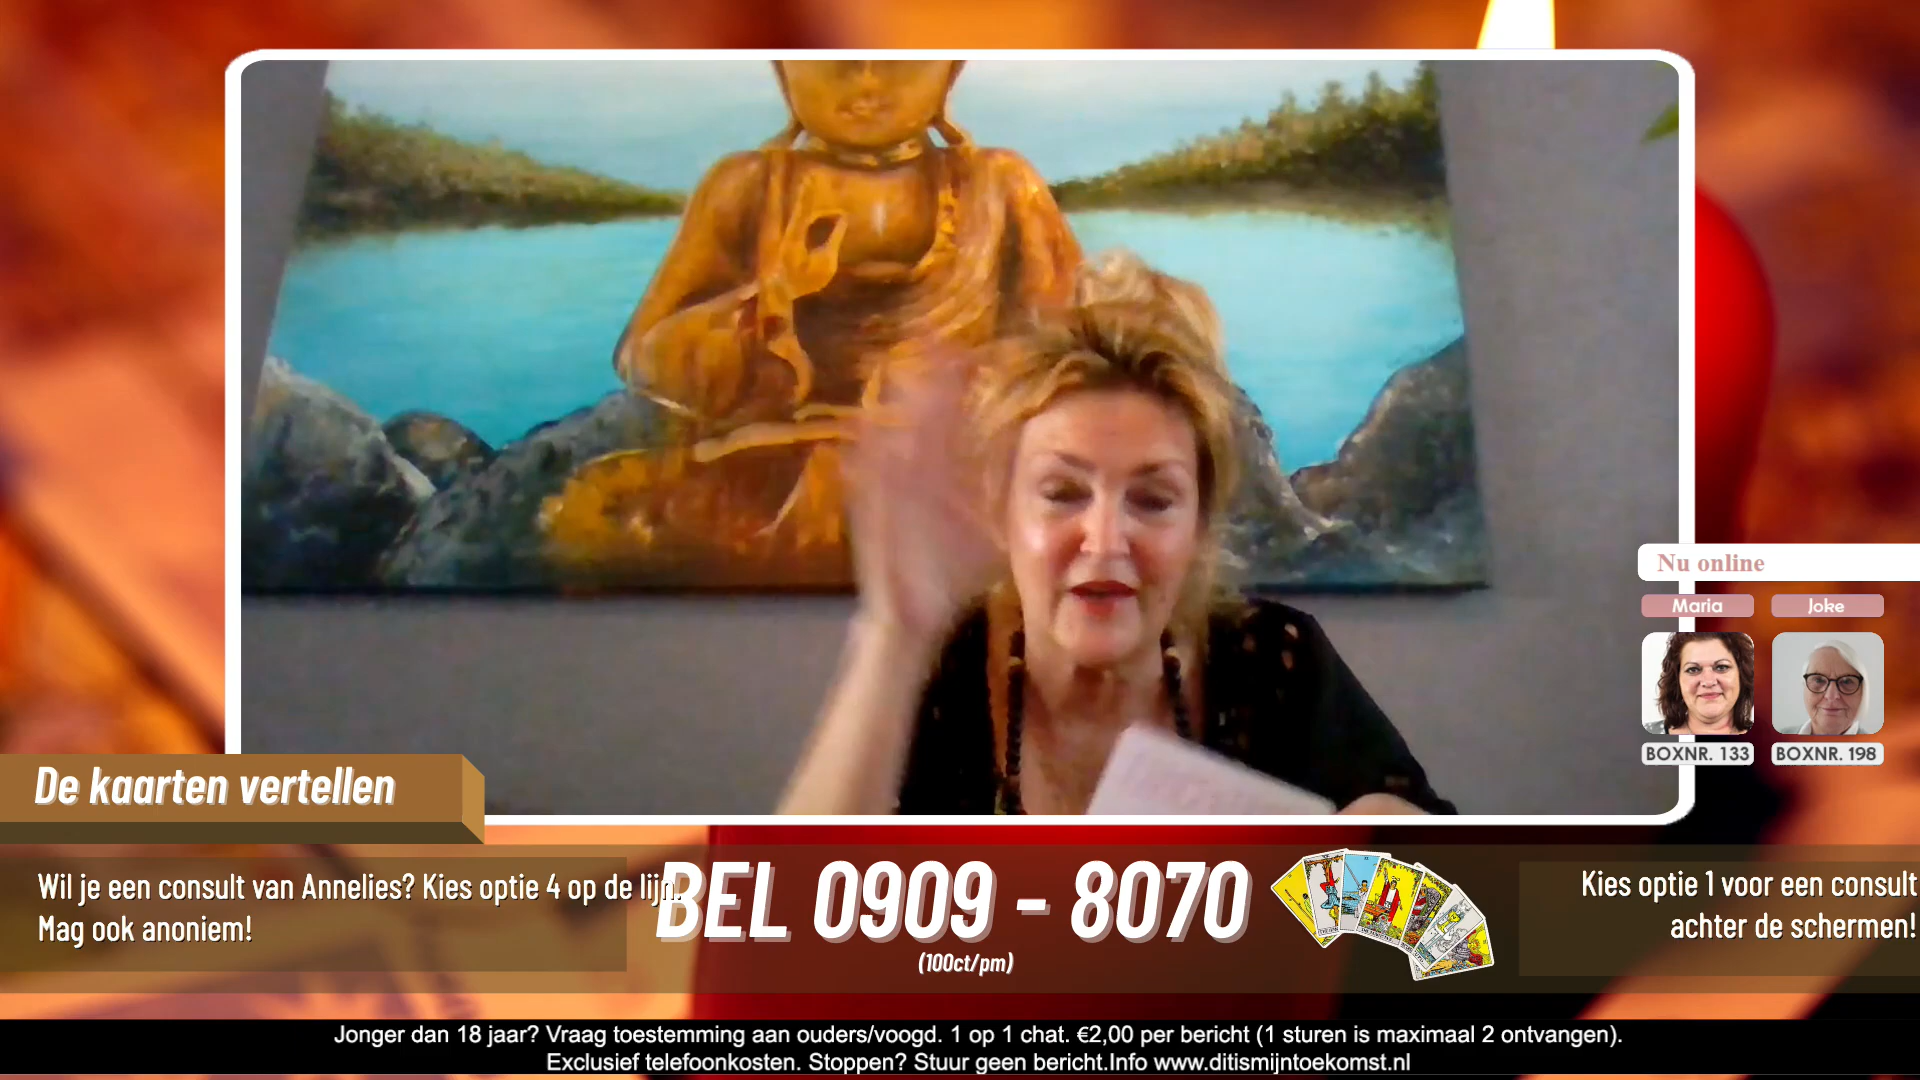 Nu online
Maria
Joke
BOXNR. 133
BOXNR. 198
De kaarten vertellen
Wil je een consult van Annelies? Kies optie 4 op de lijn.
Mag ook anoniem!
BEL 0909 - 8070
(100ct/pm)
Kies optie 1 voor een consult
achter de schermen!
Jonger dan 18 jaar? Vraag toestemming aan ouders/voogd. 1 op 1 chat. €2,00 per bericht (1 sturen is maximaal 2 ontvangen).
Exclusief telefoonkosten. Stoppen? Stuur geen bericht.Info www.ditismijntoekomst.nl